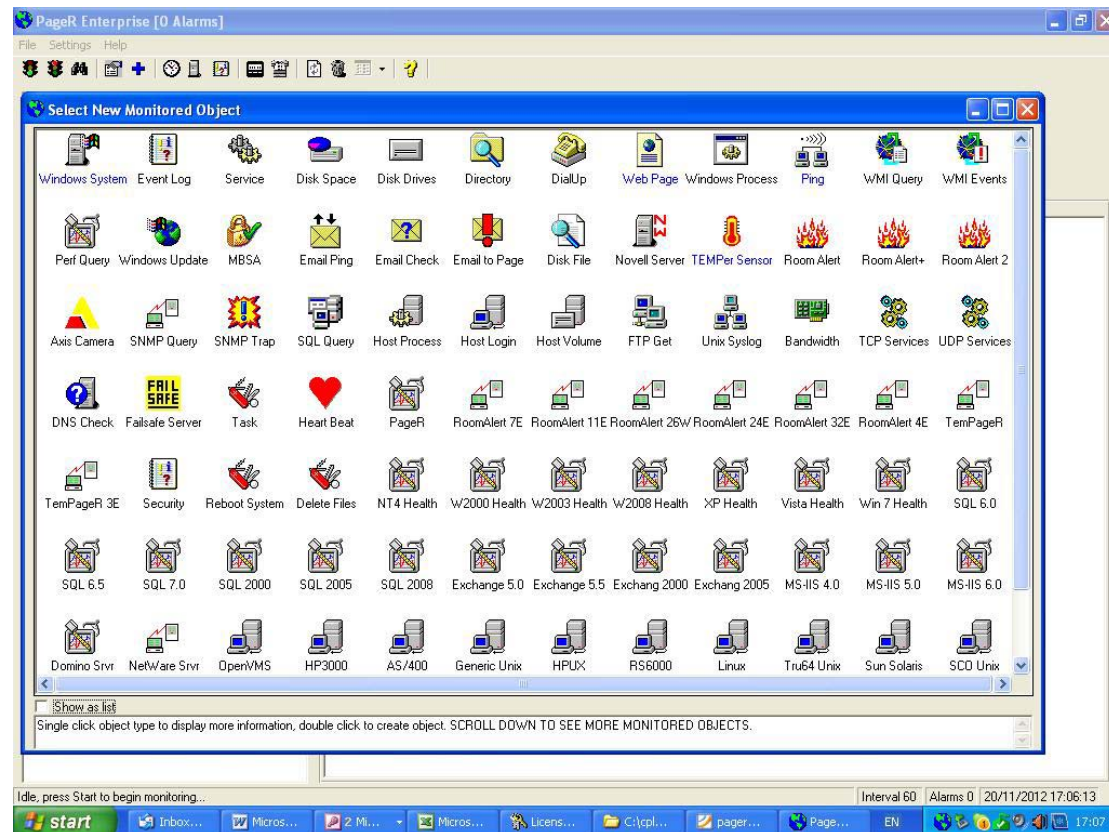 PageR Enterprise [0 Alarms]
File Settings Help
Select New Monitored Object
Windows System Event Log Service Disk Space Disk Drives Directory DialUp Web Page Windows Process Ping WMI Query WMI Events
Perf Query Windows Update MBSA Email Ping Email Check Email to Page Disk File Novell Server TEMPer Sensor Room Alert Room Alert+ Room Alert 2
Axis Camera SNMP Query SNMP Trap SQL Query Host Process Host Login Host Volume FTP Get Unix Syslog Bandwidth TCP Services UDP Services
FAIL
SAFE
DNS Check Failsafe Server Task Heart Beat PageR RoomAlert 7E RoomAlert 11E RoomAlert 26W RoomAlert 24E RoomAlert 32E RoomAlert 4E TemPageR
TemPageR 3E Security Reboot System Delete Files NT4 Health W2000 Health W2003 Health W2008 Health XP Health Vista Health Win 7 Health SQL 6.0
SQL 6.5 SQL 7.0 SQL 2000 SQL 2005 SQL 2008 Exchange 5.0 Exchange 5.5 Exchang 2000 Exchang 2005 MS-IIS 4.0 MS-IIS 5.0 MS-IIS 6.0
Domino Srvr NetWare Srvr OpenVMS HP3000 AS/400 Generic Unix HPUX RS6000 Linux Tru64 Unix Sun Solaris SCO Unix
Show as list
Single click object type to display more information, double click to create object. SCROLL DOWN TO SEE MORE MONITORED OBJECTS.
Idle, press Start to begin monitoring... Interval 60 Alarms 0 20/11/2012 17:06:13
start Inbox... Micros... 2 Mi... Micros... Licens... C:\cpl... pager... Page... EN 17:07